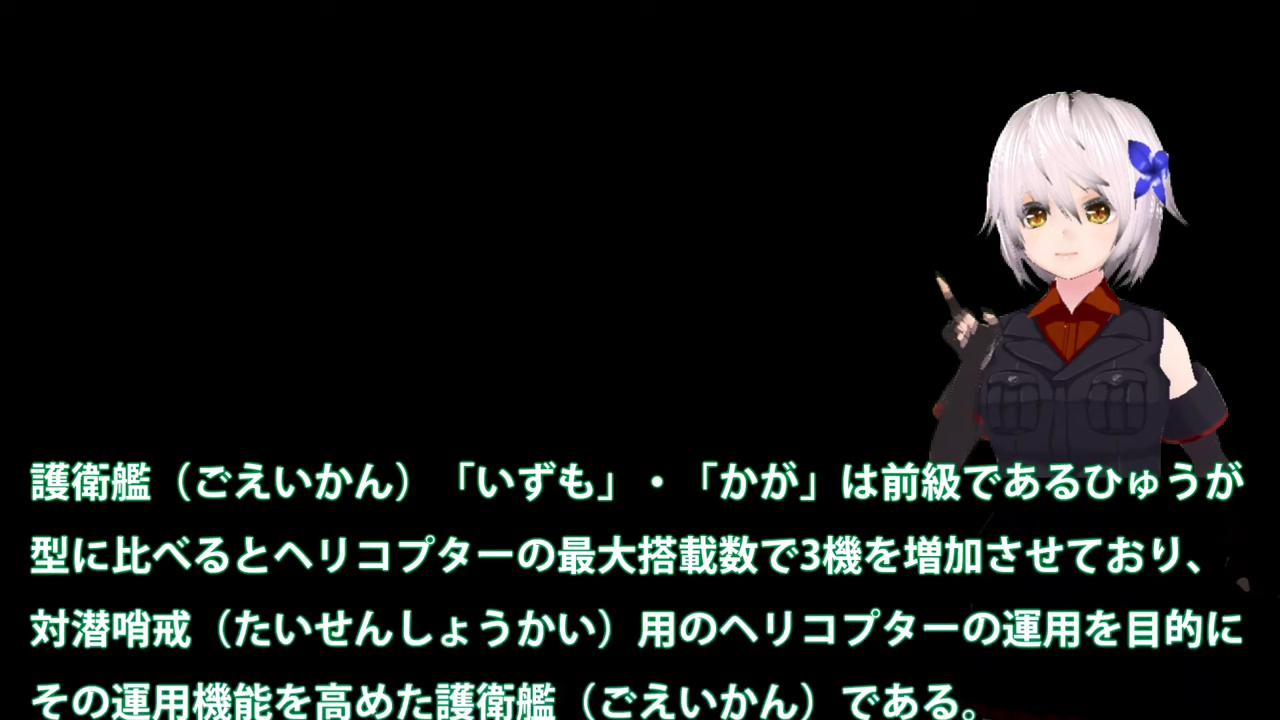 護衛艦（ごえいかん）「いずも」・「かが」は前級であるひゅうが
型に比べるとヘリコプターの最大搭載数で3機を増加させており、
対潜哨戒（たいせんしょうかい）用のヘリコプターの運用を目的に
その運用機能を高めた護衛艦（ごえいかん）である。